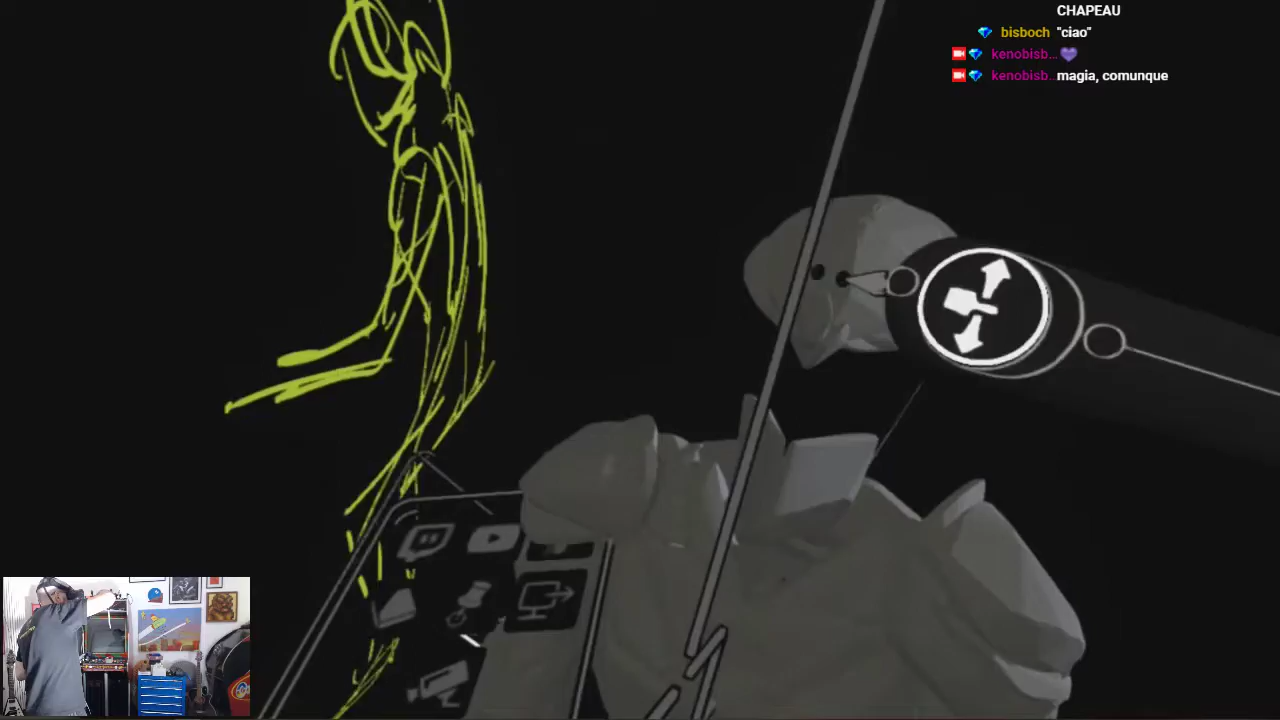 CHAPEAU
bisboch "ciao"
kenobisb... 💜
kenobisb... magia, comunque